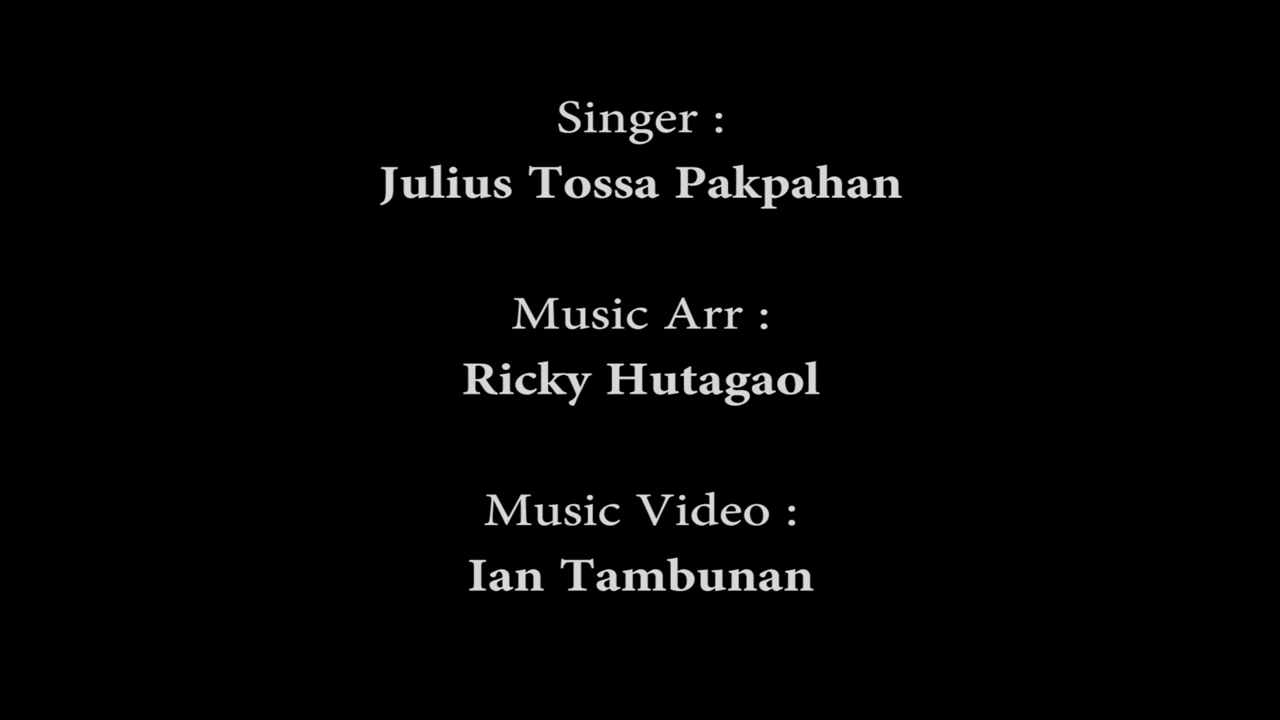 Singer :
Julius Tossa Pakpahan
Music Arr :
Ricky Hutagaol
Music Video :
Ian Tambunan